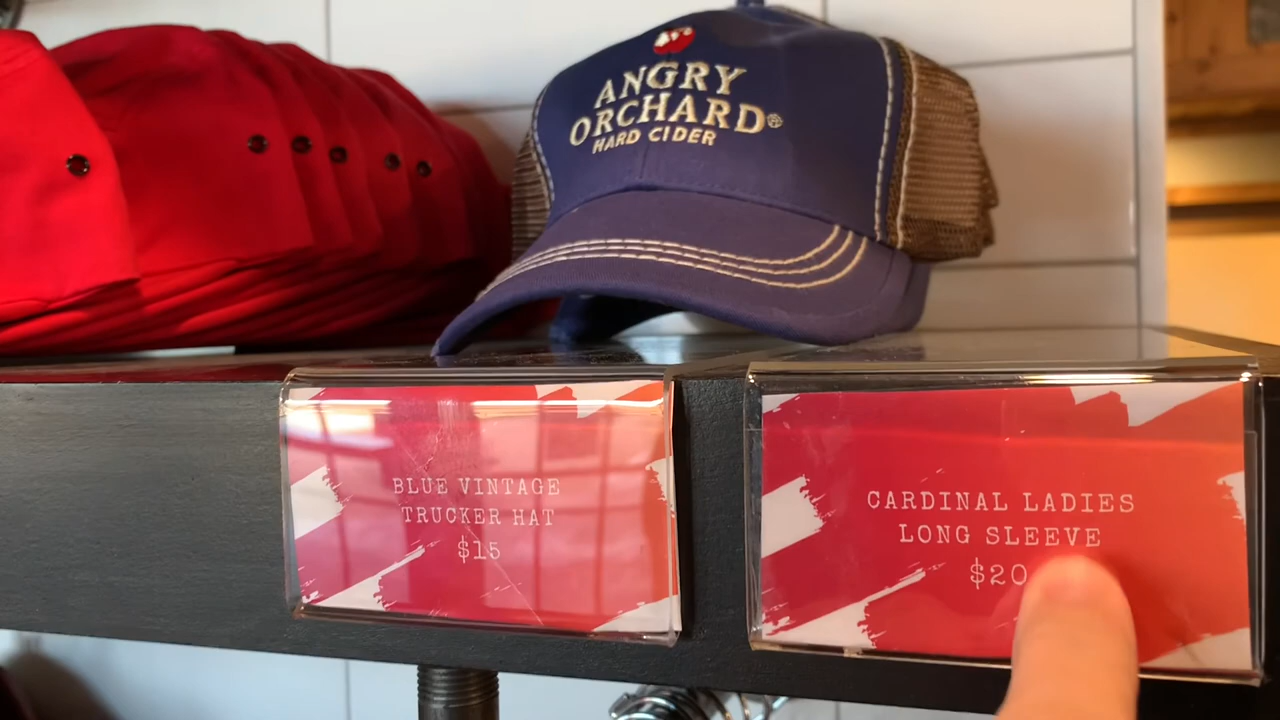 ANGRY
ORCHARD®
HARD CIDER
BLUE VINTAGE
TRUCKER HAT
$15
CARDINAL LADIES
LONG SLEEVE
$20